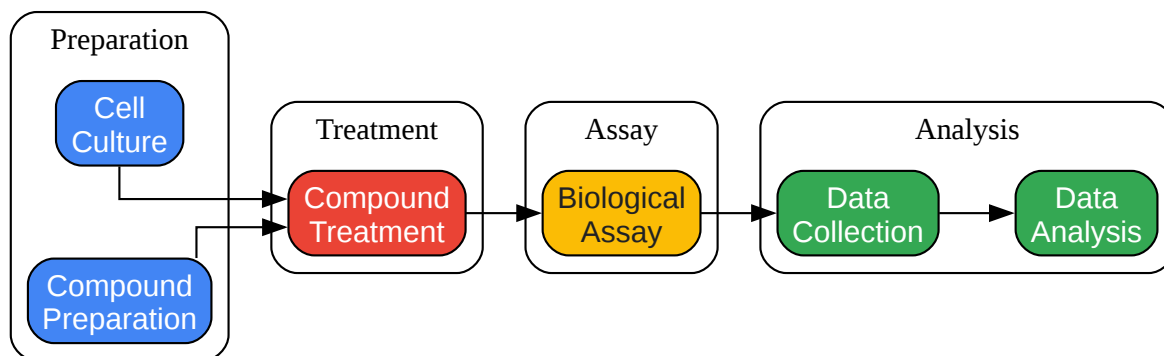 Preparation
Cell
Culture
Compound
Preparation
Treatment
Compound
Treatment
Assay
Biological
Assay
Analysis
Data
Collection
Data
Analysis